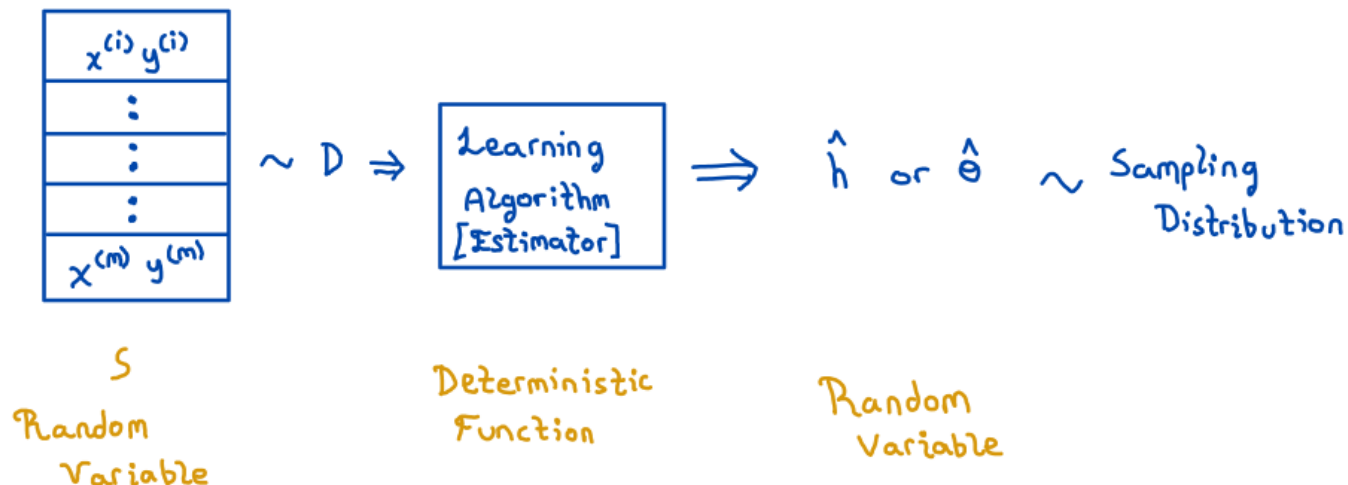 x^(i) y^(i)
⋮
⋮
⋮
x^(m) y^(m)
~ D ⇒
Learning
Algorithm
[Estimator]
⇒
ĥ or θ̂ ~ Sampling
Distribution
S
Random
Variable
Deterministic
Function
Random
Variable